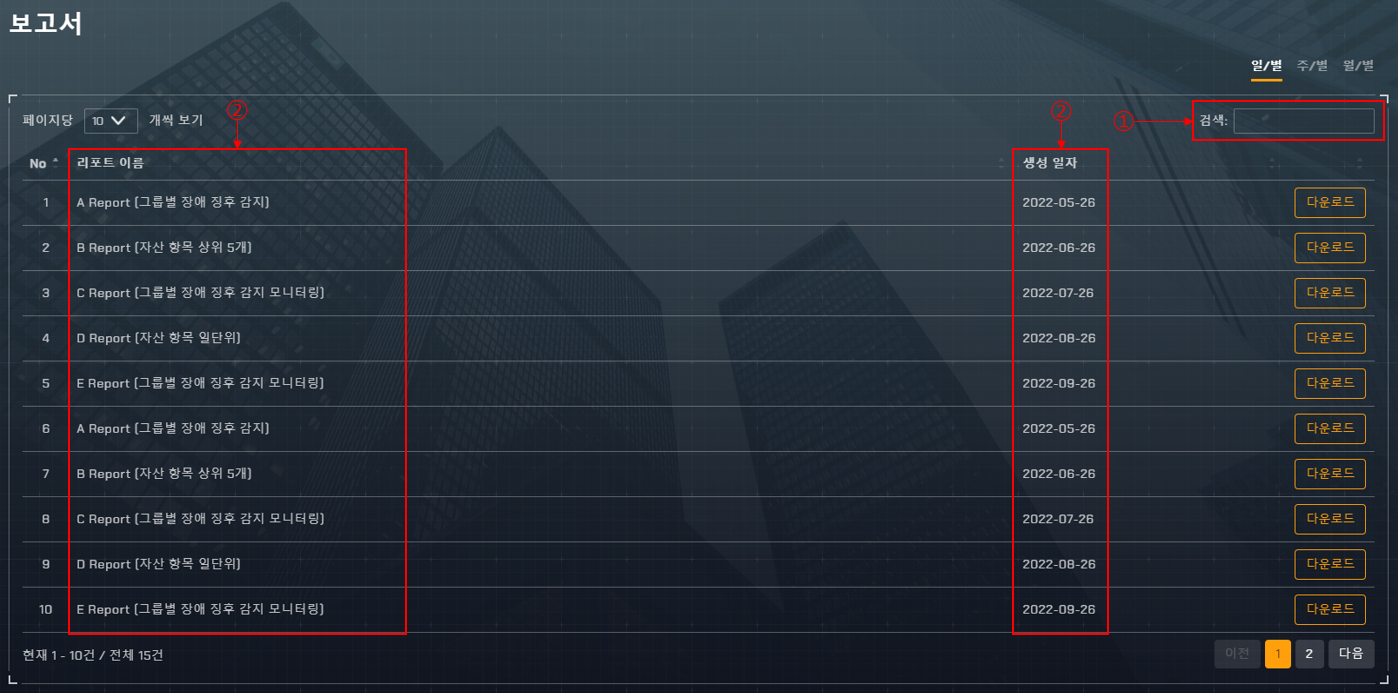 보고서
일/별 주/별 월/별
페이지당 10 개씩 보기 ② ② ① 검색:
No 리포트 이름 생성 일자
1 A Report (그룹별 장애 징후 감지) 2022-05-26 다운로드
2 B Report (자산 항목 상위 5개) 2022-06-26 다운로드
3 C Report (그룹별 장애 징후 감지 모니터링) 2022-07-26 다운로드
4 D Report (자산 항목 일단위) 2022-08-26 다운로드
5 E Report (그룹별 장애 징후 감지 모니터링) 2022-09-26 다운로드
6 A Report (그룹별 장애 징후 감지) 2022-05-26 다운로드
7 B Report (자산 항목 상위 5개) 2022-06-26 다운로드
8 C Report (그룹별 장애 징후 감지 모니터링) 2022-07-26 다운로드
9 D Report (자산 항목 일단위) 2022-08-26 다운로드
10 E Report (그룹별 장애 징후 감지 모니터링) 2022-09-26 다운로드
현재 1 - 10건 / 전체 15건 이전 1 2 다음